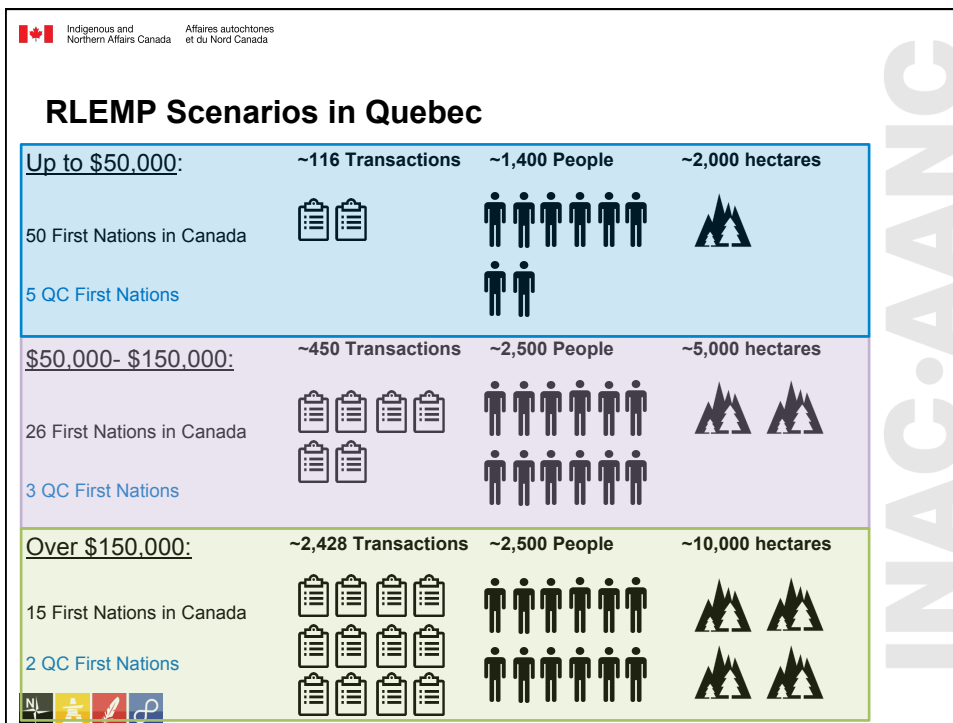 Indigenous and Affaires autochtones
Northern Affairs Canada et du Nord Canada
RLEMP Scenarios in Quebec
Up to $50,000: ~116 Transactions ~1,400 People ~2,000 hectares
50 First Nations in Canada
5 QC First Nations
$50,000- $150,000: ~450 Transactions ~2,500 People ~5,000 hectares
26 First Nations in Canada
3 QC First Nations
Over $150,000: ~2,428 Transactions ~2,500 People ~10,000 hectares
15 First Nations in Canada
2 QC First Nations
N
INAC•AANC